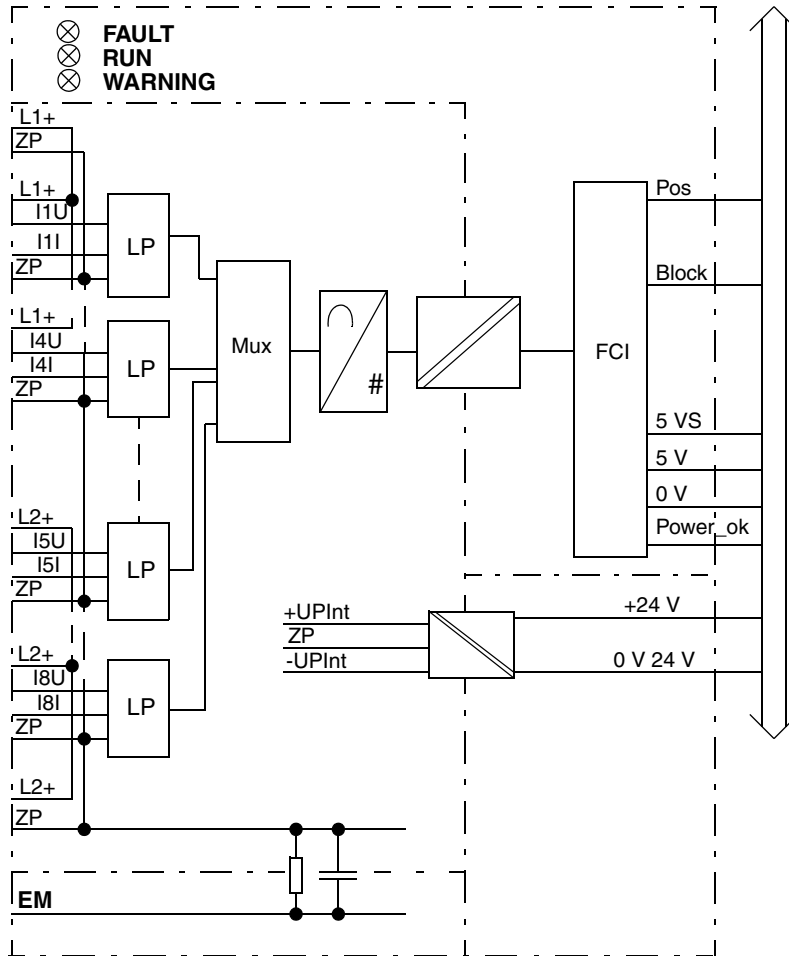 FAULT
RUN
WARNING
L1+
ZP
L1+
I1U
I1I
ZP
LP
L1+
I4U
I4I
ZP
LP
L2+
I5U
I5I
ZP
LP
L2+
I8U
I8I
ZP
LP
L2+
ZP
EM
Mux
#
FCI
Pos
Block
5 VS
5 V
0 V
Power_ok
+UPInt
ZP
-UPInt
+24 V
0 V 24 V